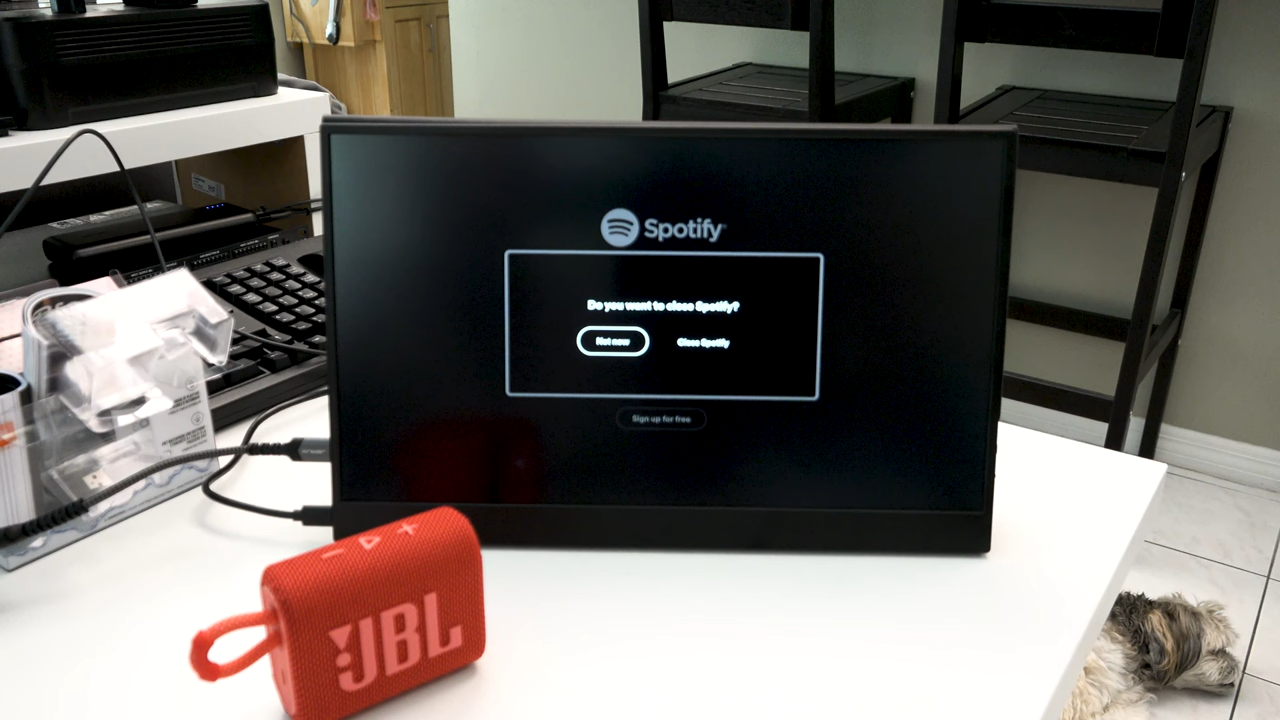 Spotify
Do you want to close Spotify?
Not now
Close Spotify
Sign up for free
JBL